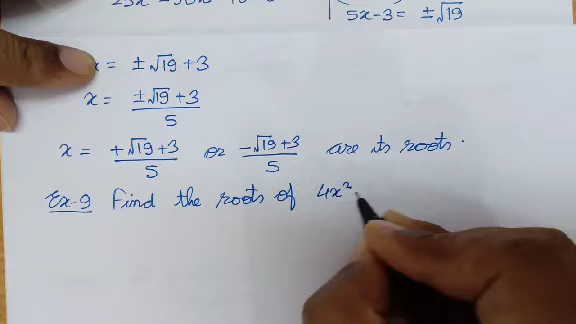 5x-3 = ±√19
x = ±√19 + 3
x = ±√19 + 3 / 5
x = +√19+3 / 5 or -√19+3 / 5 are its roots.
Ex-9 Find the roots of 4x²